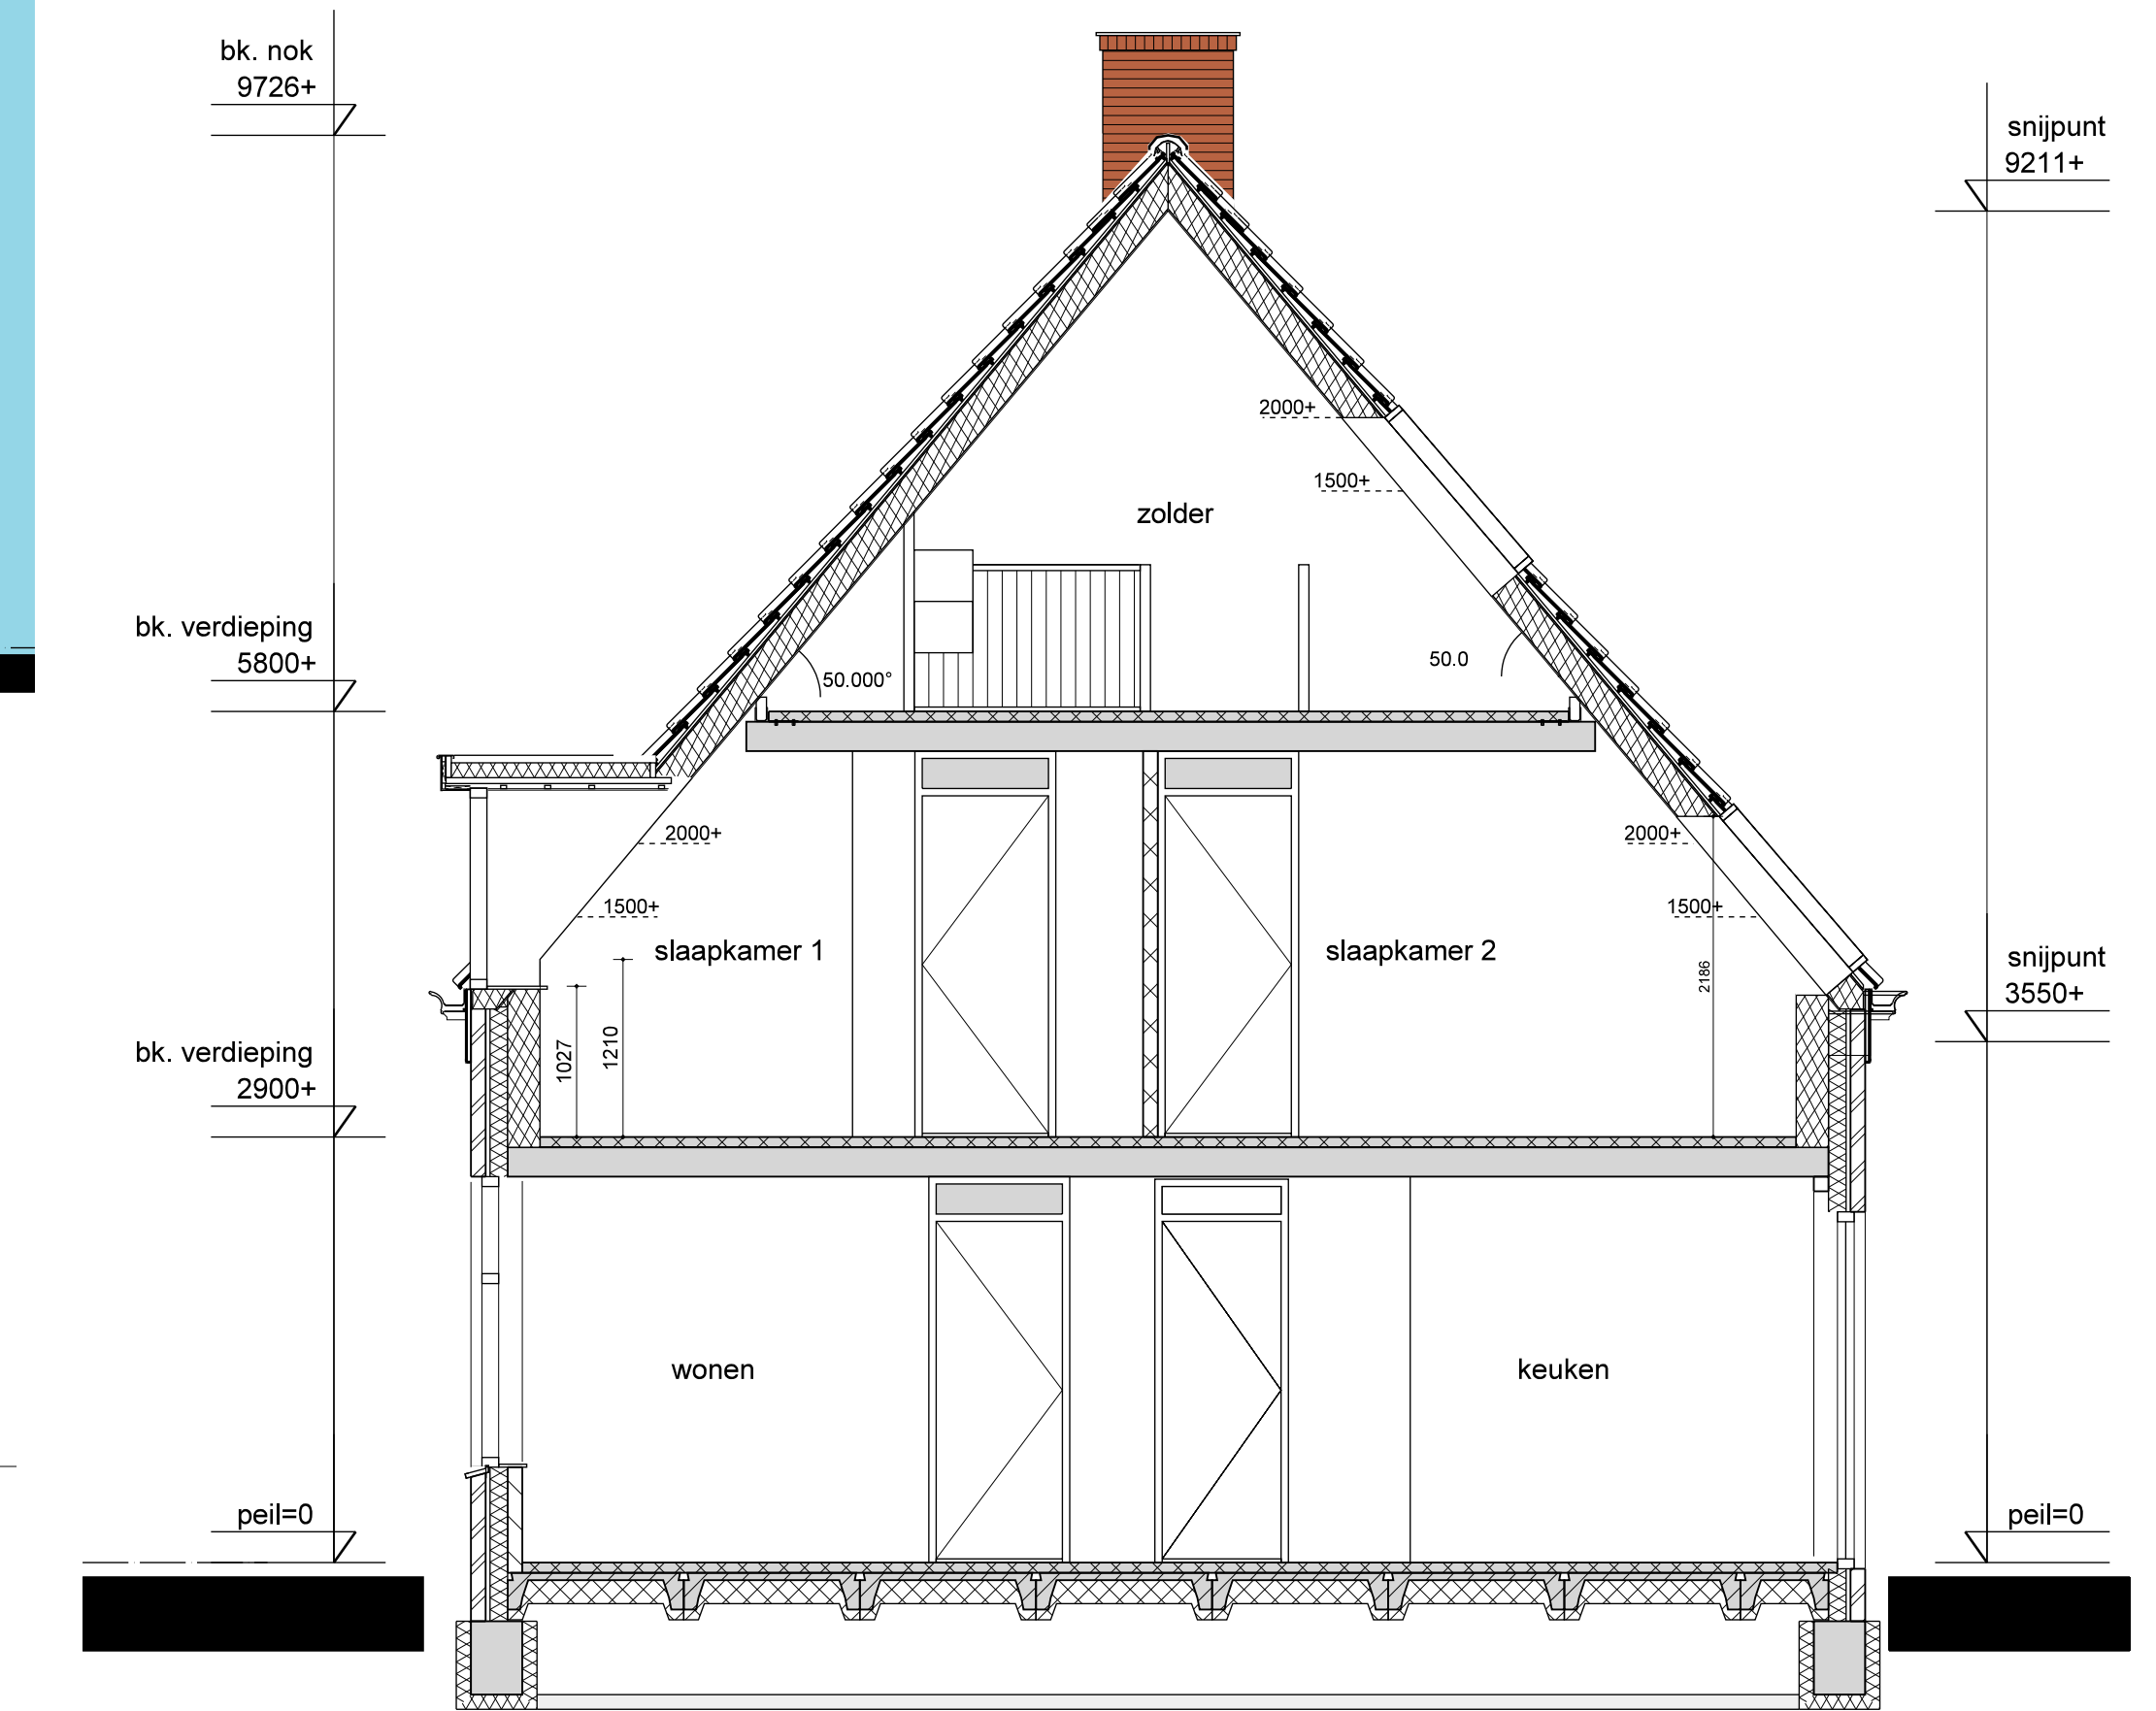 bk. nok
9726+
snijpunt
9211+
2000+
1500+
zolder
bk. verdieping
5800+
50.000°
50.0
2000+
2000+
1500+
1500+
slaapkamer 1
slaapkamer 2
2186
snijpunt
3550+
1027
1210
bk. verdieping
2900+
wonen
keuken
peil=0
peil=0